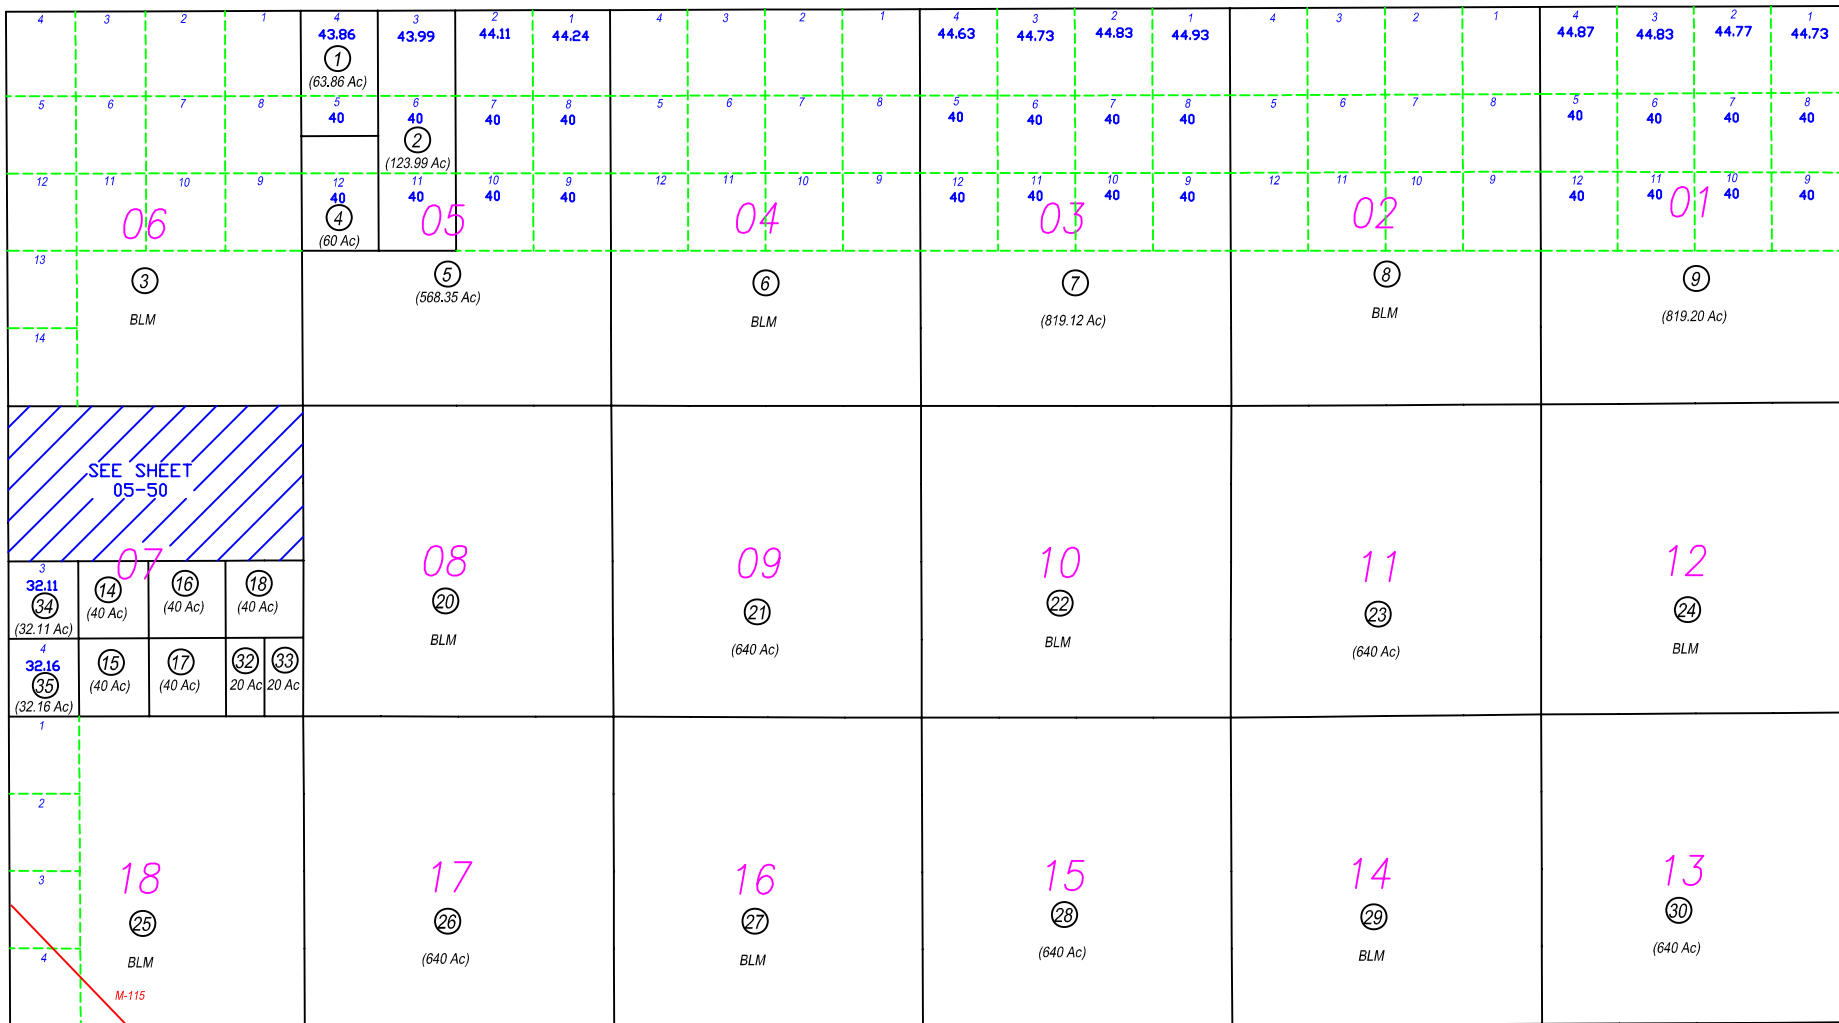 4 3 2 1 4 3 2 1 4 3 2 1 4 3 2 1 4 3 2 1 4 3 2 1
43.86 43.99 44.11 44.24 44.63 44.73 44.83 44.93 44.87 44.83 44.77 44.73
1
(63.86 Ac)
5 6 7 8 5 6 7 8 5 6 7 8 5 6 7 8 5 6 7 8 5 6 7 8
40 40 40 40 40 40 40 40 40 40 40 40
2
(123.99 Ac)
12 11 10 9 12 11 10 9 12 11 10 9 12 11 10 9 12 11 10 9 12 11 10 9
40 40 40 40 40 40 40 40 40 40 40 40
4
(60 Ac)
06 05 04 03 02 01
13
3 5 6 7 8 9
BLM (568.35 Ac) BLM (819.12 Ac) BLM (819.20 Ac)
14
SEE SHEET
05-50
07 08 09 10 11 12
3
32.11 14 16 18
34 (40 Ac) (40 Ac) (40 Ac)
(32.11 Ac)
20 21 22 23 24
BLM (640 Ac) BLM (640 Ac) BLM
4
32.16 15 17 32 33
35 (40 Ac) (40 Ac) 20 Ac 20 Ac
(32.16 Ac)
1
2
3
18 17 16 15 14 13
25 26 27 28 29 30
4
BLM (640 Ac) BLM (640 Ac) BLM (640 Ac)
M-115